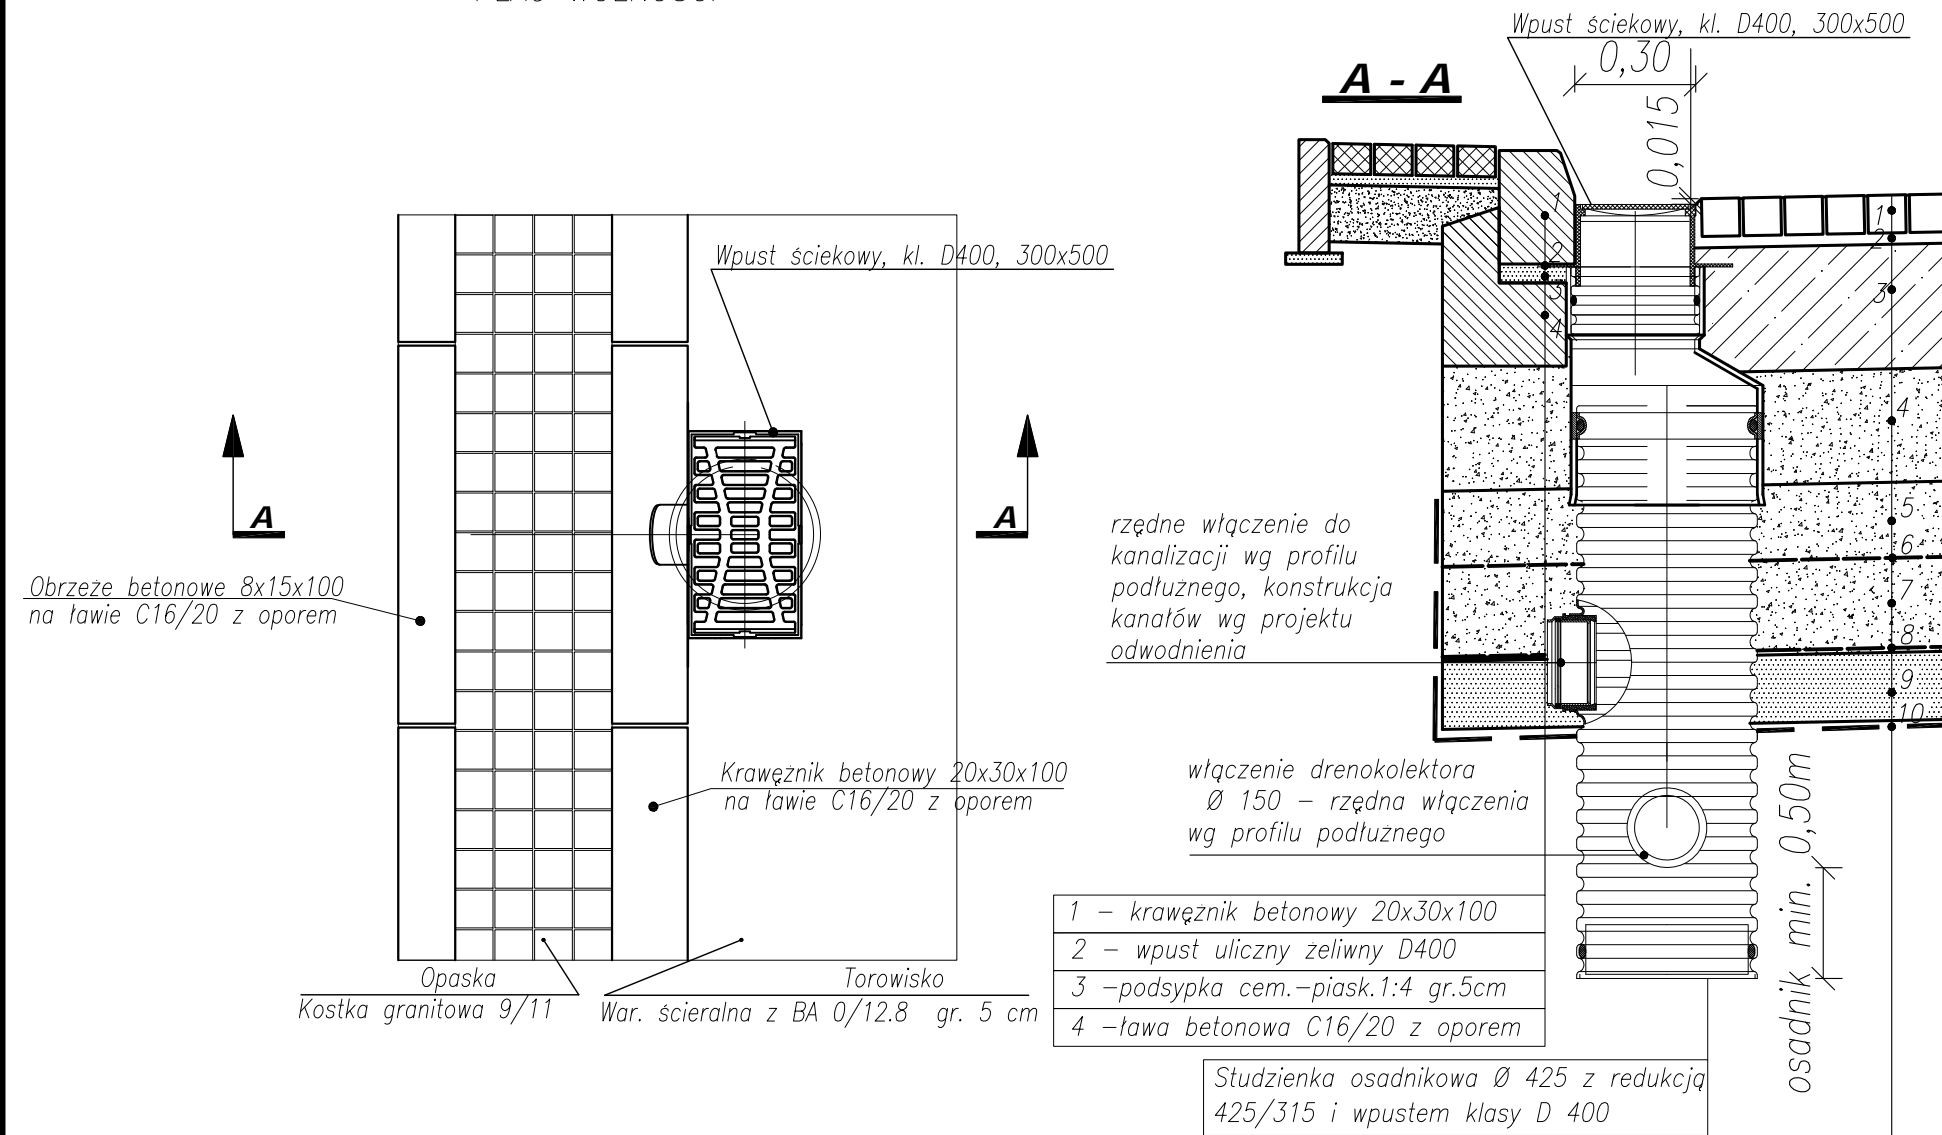 Wpust ściekowy, kl. D400, 300x500
A - A
0,30
0,015
1
2
3
4
1
2
3
4
5
6
7
8
9
10
Wpust ściekowy, kl. D400, 300x500
A
A
Obrzeże betonowe 8x15x100
na ławie C16/20 z oporem
rzędne włączenie do
kanalizacji wg profilu
podłużnego, konstrukcja
kanałów wg projektu
odwodnienia
Krawężnik betonowy 20x30x100
na ławie C16/20 z oporem
włączenie drenokolektora
Ø 150 – rzędna włączenia
wg profilu podłużnego
osadnik min. 0,50m
Opaska
Kostka granitowa 9/11
Torowisko
War. ścieralna z BA 0/12.8 gr. 5 cm
1 – krawężnik betonowy 20x30x100
2 – wpust uliczny żeliwny D400
3 –podsypka cem.–piask.1:4 gr.5cm
4 –ława betonowa C16/20 z oporem
Studzienka osadnikowa Ø 425 z redukcją
425/315 i wpustem klasy D 400